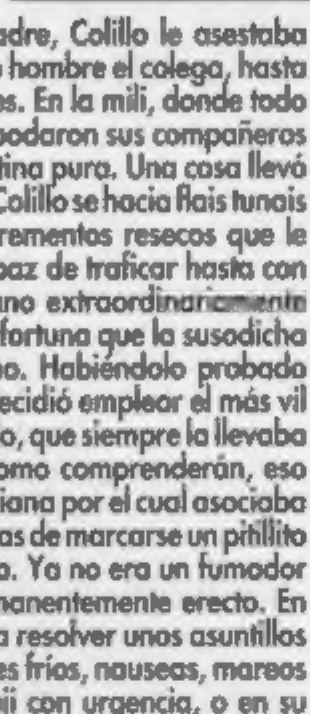 adre, Colillo le asestaba
hombre el colega, hasta
es. En la mili, donde todo
podaron sus compañeros
tina pura. Una cosa llevó
Colillo se hacia flais tunais
rementos resecos que le
paz de traficar hasta con
uno extraordinariamente
fortuna que la susodicha
no. Habiéndolo probado
ecidió emplear el más vil
o, que siempre la llevaba
omo comprenderán, eso
iana por el cual asociaba
as de marcarse un pitillito
o. Ya no era un fumador
manentemente erecto. En
a resolver unos asuntillos
es fríos, nauseas, mareos
ii con urgencia, o en su